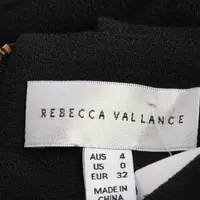 REBECCA VALLANCE
AUS 4
US 0
EUR 32
MADE IN
CHINA